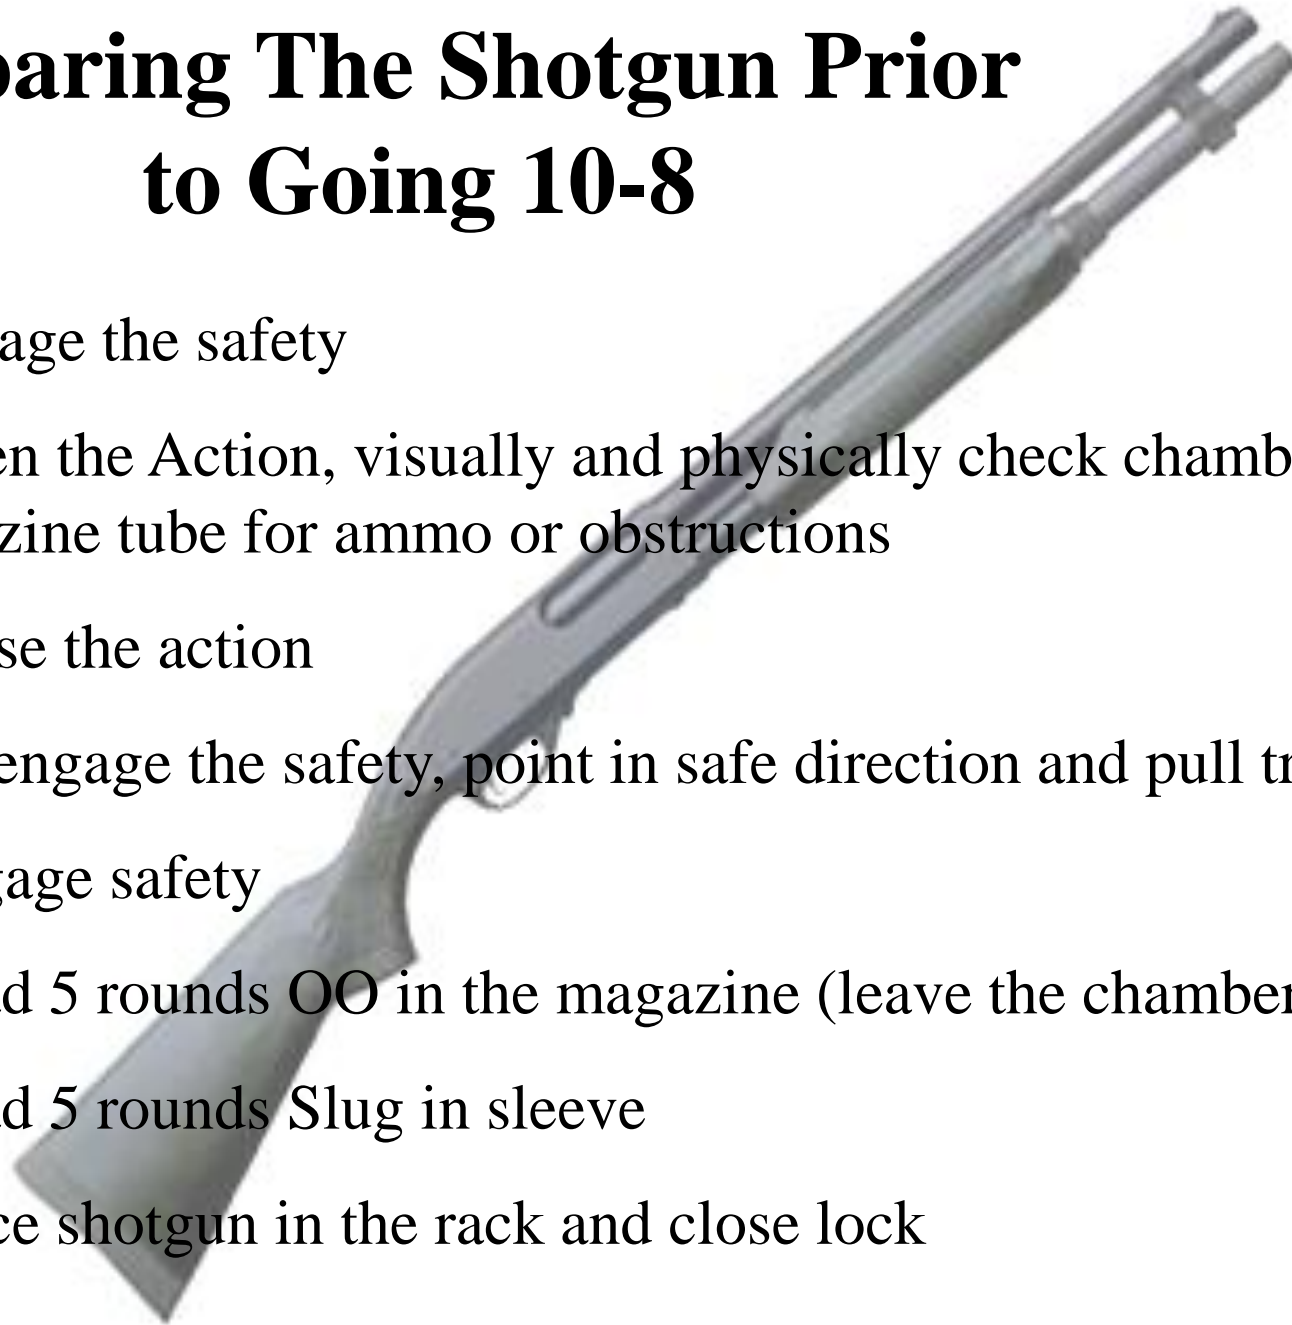 paring The Shotgun Prior
to Going 10-8
age the safety
en the Action, visually and physically check chamb
zine tube for ammo or obstructions
se the action
engage the safety, point in safe direction and pull tr
gage safety
d 5 rounds OO in the magazine (leave the chamber
d 5 rounds Slug in sleeve
ce shotgun in the rack and close lock